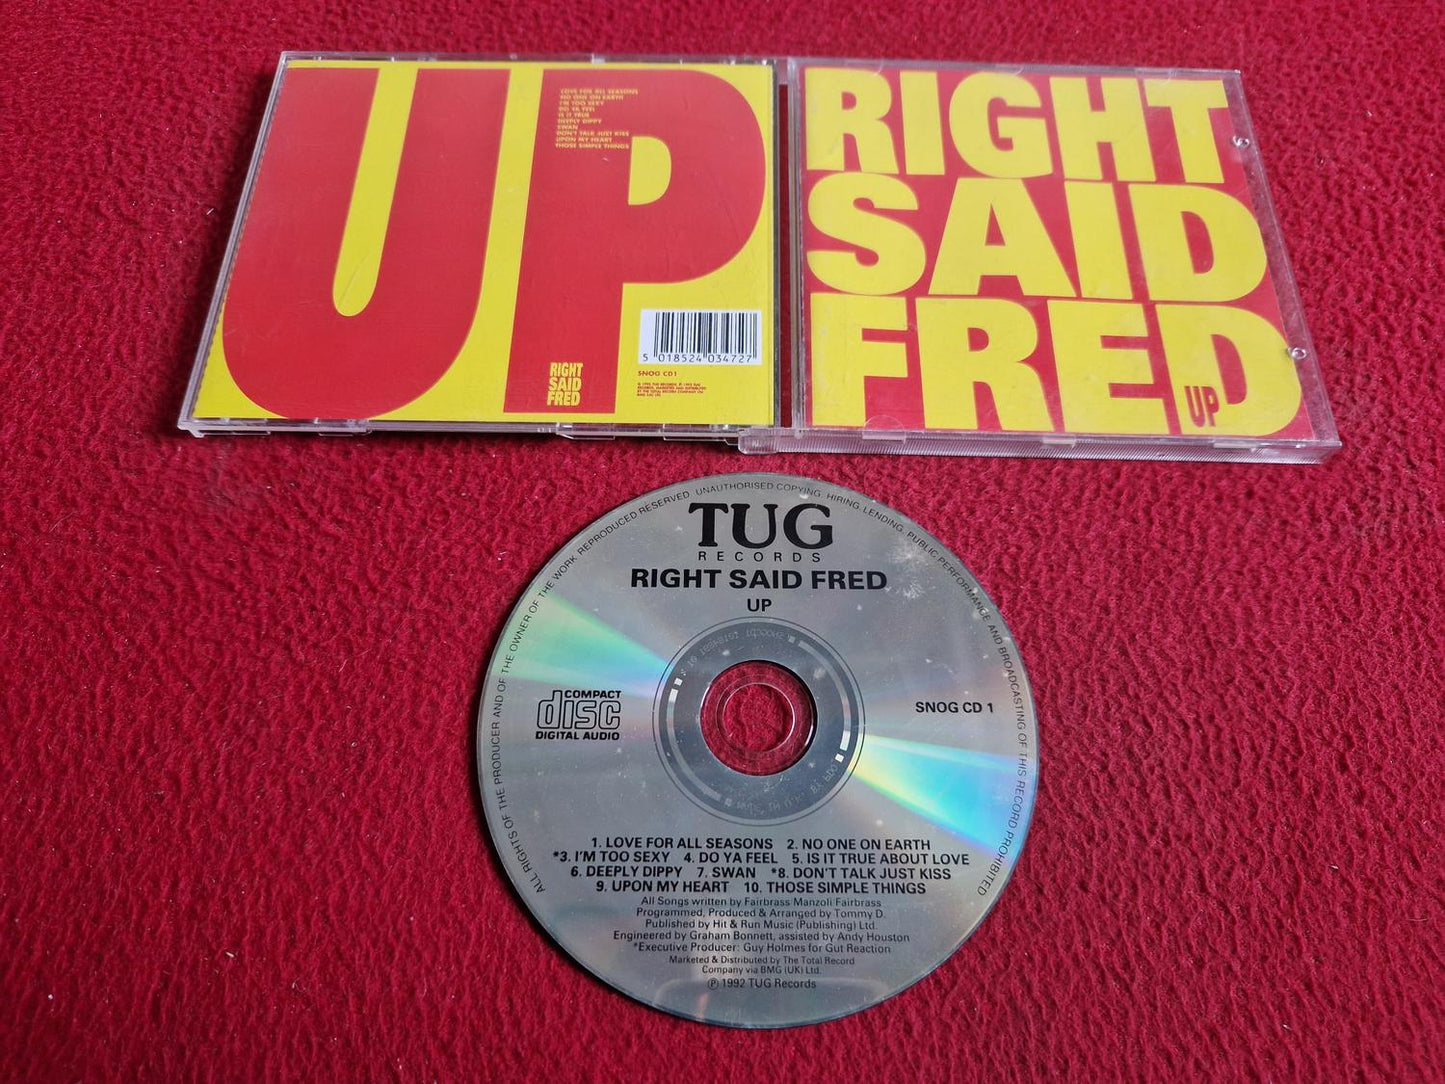 UP
LOVE FOR ALL SEASONS
NO ONE ON EARTH
I'M TOO SEXY
DO YA FEEL
IS IT TRUE
DEEPLY DIPPY
SWAN
DON'T TALK JUST KISS
UPON MY HEART
THOSE SIMPLE THINGS
RIGHT
SAID
FRED
5 018524 034727
SNOG CD1
RIGHT
SAID
FRED
UP
ALL RIGHTS OF THE PRODUCER AND OF THE OWNER OF THE WORK REPRODUCED RESERVED. UNAUTHORISED COPYING, HIRING, LENDING, PUBLIC PERFORMANCE AND BROADCASTING OF THIS RECORD PROHIBITED
TUG
RECORDS
RIGHT SAID FRED
UP
COMPACT
disc
DIGITAL AUDIO
SNOG CD 1
1. LOVE FOR ALL SEASONS 2. NO ONE ON EARTH
*3. I'M TOO SEXY 4. DO YA FEEL 5. IS IT TRUE ABOUT LOVE
6. DEEPLY DIPPY 7. SWAN *8. DON'T TALK JUST KISS
9. UPON MY HEART 10. THOSE SIMPLE THINGS
All Songs written by Fairbrass Manzoli Fairbrass
Programmed, Produced & Arranged by Tommy D.
Published by Hit & Run Music (Publishing) Ltd.
Engineered by Graham Bonnett, assisted by Andy Houston
*Executive Producer: Guy Holmes for Gut Reaction
Marketed & Distributed by The Total Record
Company via BMG (UK) Ltd.
℗ 1992 TUG Records